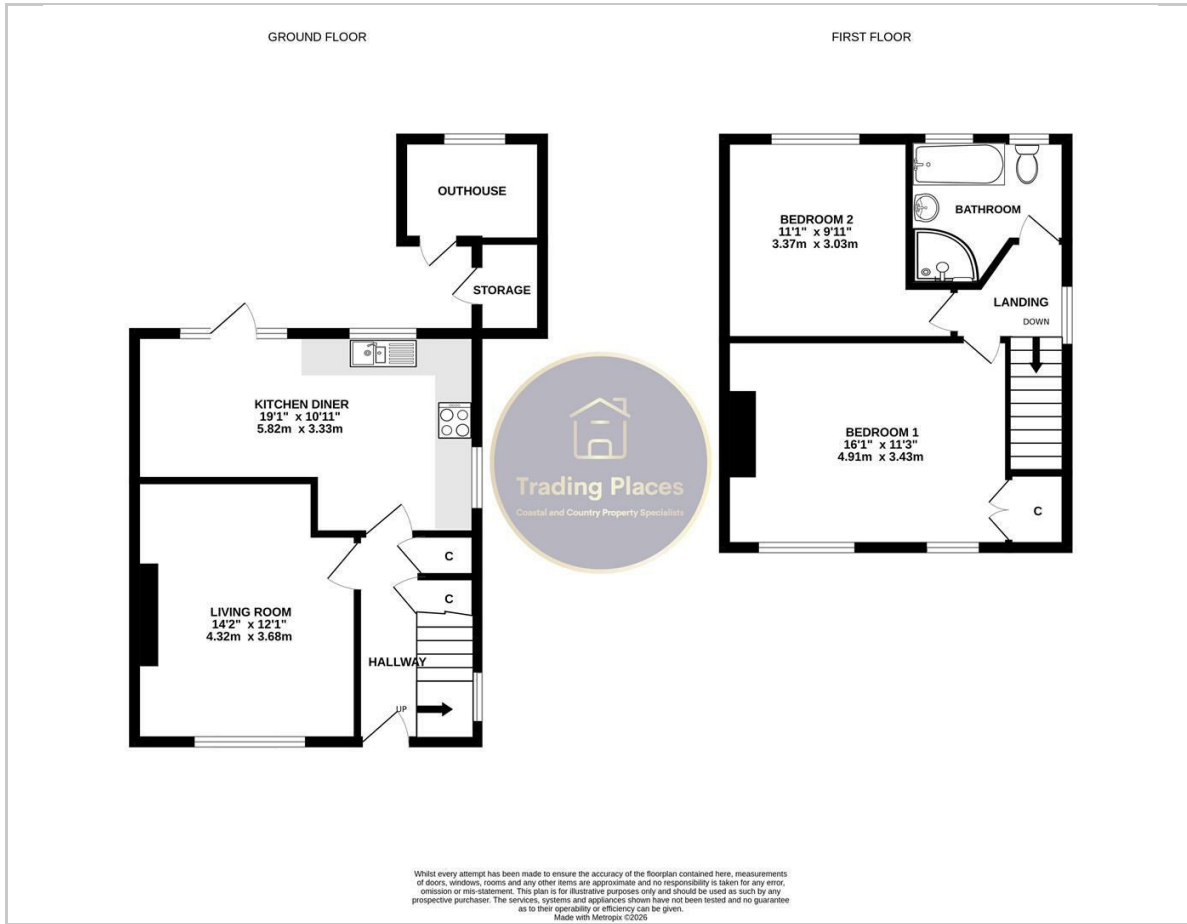 GROUND FLOOR
OUTHOUSE
STORAGE
KITCHEN DINER
19'1" x 10'11"
5.82m x 3.33m
C
C
LIVING ROOM
14'2" x 12'1"
4.32m x 3.68m
HALLWAY
UP
Trading Places
Coastal and Country Property Specialists
FIRST FLOOR
BEDROOM 2
11'1" x 9'11"
3.37m x 3.03m
BATHROOM
LANDING
DOWN
BEDROOM 1
16'1" x 11'3"
4.91m x 3.43m
C
Whilst every attempt has been made to ensure the accuracy of the floorplan contained here, measurements
of doors, windows, rooms and any other items are approximate and no responsibility is taken for any error,
omission or mis-statement. This plan is for illustrative purposes only and should be used as such by any
prospective purchaser. The services, systems and appliances shown have not been tested and no guarantee
as to their operability or efficiency can be given.
Made with Metropix ©2026